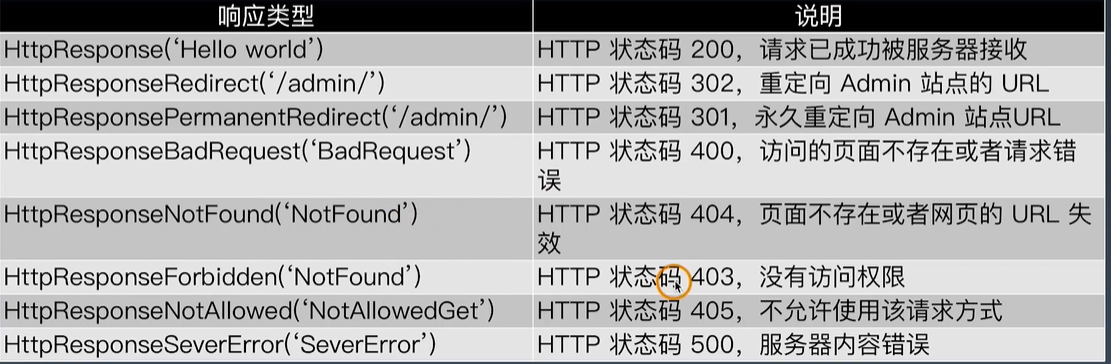 响应类型 说明
HttpResponse(‘Hello world’) HTTP 状态码 200，请求已成功被服务器接收
HttpResponseRedirect(‘/admin/’) HTTP 状态码 302，重定向 Admin 站点的 URL
HttpResponsePermanentRedirect(‘/admin/’) HTTP 状态码 301，永久重定向 Admin 站点URL
HttpResponseBadRequest(‘BadRequest’) HTTP 状态码 400，访问的页面不存在或者请求错
误
HttpResponseNotFound(‘NotFound’) HTTP 状态码 404，页面不存在或者网页的 URL 失
效
HttpResponseForbidden(‘NotFound’) HTTP 状态码 403，没有访问权限
HttpResponseNotAllowed(‘NotAllowedGet’) HTTP 状态码 405，不允许使用该请求方式
HttpResponseSeverError(‘SeverError’) HTTP 状态码 500，服务器内容错误